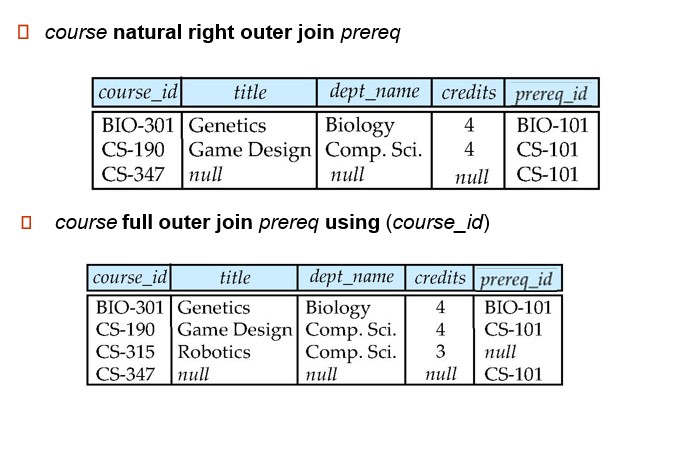 course natural right outer join prereq
course_id title dept_name credits prereq_id
BIO-301 Genetics Biology 4 BIO-101
CS-190 Game Design Comp. Sci. 4 CS-101
CS-347 null null null CS-101
course full outer join prereq using (course_id)
course_id title dept_name credits prereq_id
BIO-301 Genetics Biology 4 BIO-101
CS-190 Game Design Comp. Sci. 4 CS-101
CS-315 Robotics Comp. Sci. 3 null
CS-347 null null null CS-101